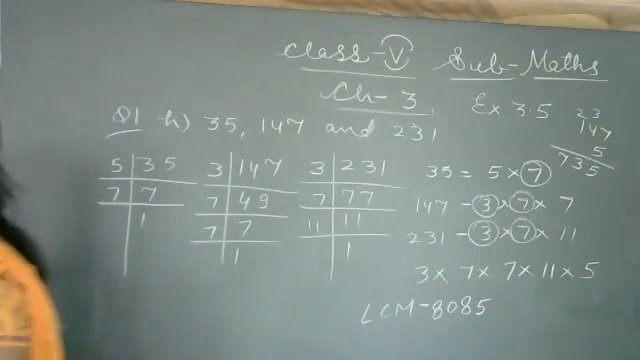 Class-V Sub-Maths
Ch-3
Ex 3.5
Q1 h) 35, 147 and 231
5 | 35
7 | 7
1
3 | 147
7 | 49
7 | 7
1
3 | 231
7 | 77
11 | 11
1
35 = 5 × 7
147 - 3 × 7 × 7
231 - 3 × 7 × 11
3 × 7 × 7 × 11 × 5
LCM - 8085
23
147
5
735